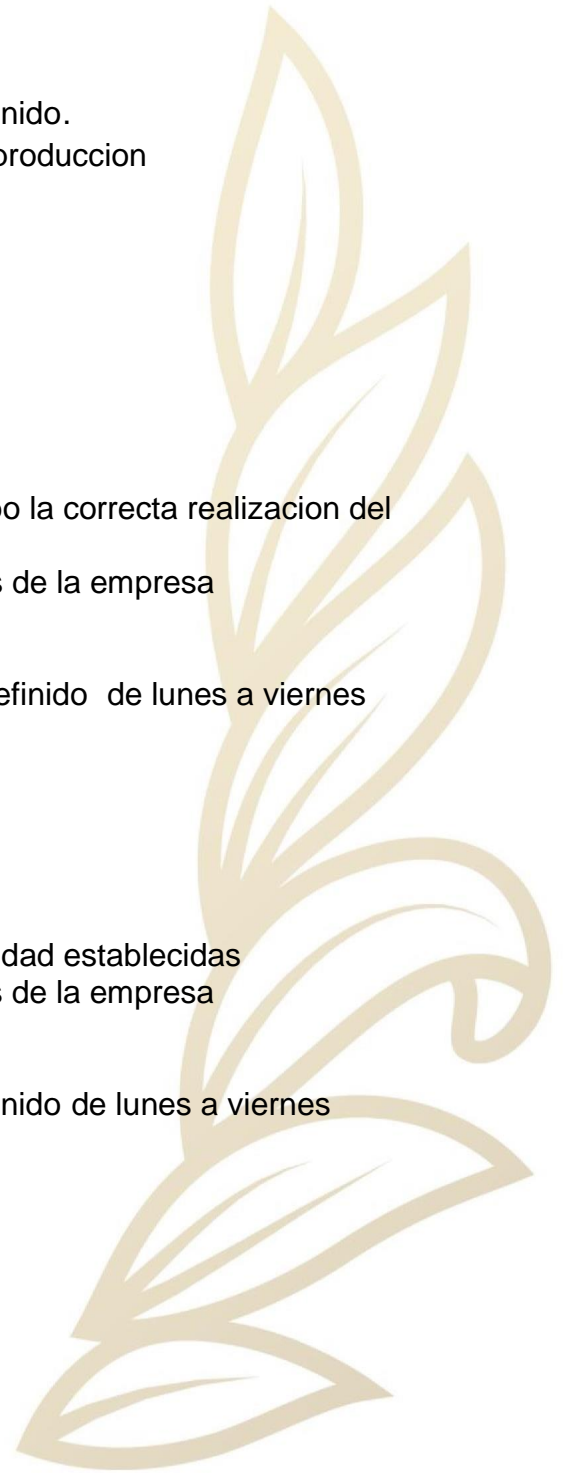 nido.
produccion
la correcta realizacion del
de la empresa
efinido de lunes a viernes
dad establecidas
de la empresa
nido de lunes a viernes